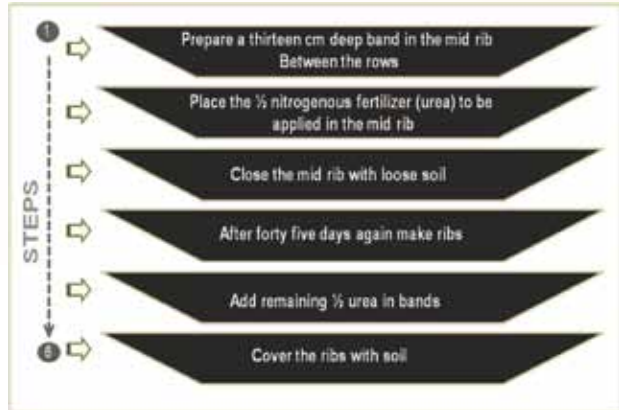 1
Prepare a thirteen cm deep band in the mid rib
Between the rows
Place the ½ nitrogenous fertilizer (urea) to be
applied in the mid rib
Close the mid rib with loose soil
After forty five days again make ribs
Add remaining ½ urea in bands
Cover the ribs with soil
6
STEPS